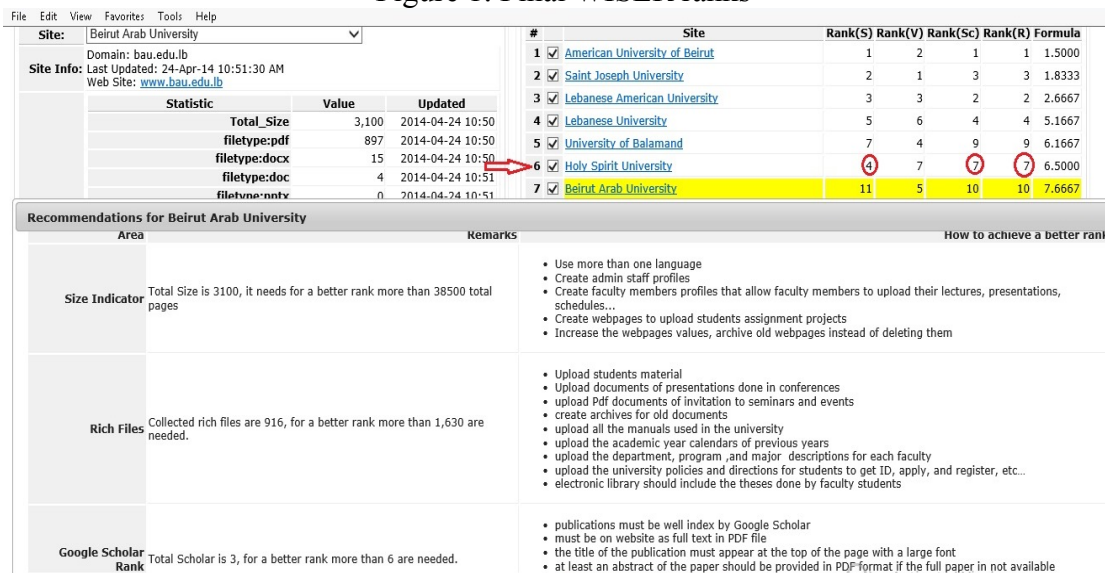 File Edit View Favorites Tools Help
Site: Beirut Arab University
Site Info: Domain: bau.edu.lb
Last Updated: 24-Apr-14 10:51:30 AM
Web Site: www.bau.edu.lb
Statistic Value Updated
Total_Size 3,100 2014-04-24 10:50
filetype:pdf 897 2014-04-24 10:50
filetype:docx 15 2014-04-24 10:50
filetype:doc 4 2014-04-24 10:51
filetype:pptx 0 2014-04-24 10:51
# Site Rank(S) Rank(V) Rank(Sc) Rank(R) Formula
1 American University of Beirut 1 2 1 1 1.5000
2 Saint Joseph University 2 1 3 3 1.8333
3 Lebanese American University 3 3 2 2 2.6667
4 Lebanese University 5 6 4 4 5.1667
5 University of Balamand 7 4 9 9 6.1667
6 Holy Spirit University 4 7 7 7 6.5000
7 Beirut Arab University 11 5 10 10 7.6667
Recommendations for Beirut Arab University
Area Remarks How to achieve a better rank
Size Indicator
Total Size is 3100, it needs for a better rank more than 38500 total
pages
• Use more than one language
• Create admin staff profiles
• Create faculty members profiles that allow faculty members to upload their lectures, presentations,
schedules...
• Create webpages to upload students assignment projects
• Increase the webpages values, archive old webpages instead of deleting them
Rich Files
Collected rich files are 916, for a better rank more than 1,630 are
needed.
• Upload students material
• Upload documents of presentations done in conferences
• upload Pdf documents of invitation to seminars and events
• create archives for old documents
• upload all the manuals used in the university
• upload the academic year calendars of previous years
• upload the department, program ,and major descriptions for each faculty
• upload the university policies and directions for students to get ID, apply, and register, etc...
• electronic library should include the theses done by faculty students
Google Scholar
Rank
Total Scholar is 3, for a better rank more than 6 are needed.
• publications must be well index by Google Scholar
• must be on website as full text in PDF file
• the title of the publication must appear at the top of the page with a large font
• at least an abstract of the paper should be provided in PDF format if the full paper in not available